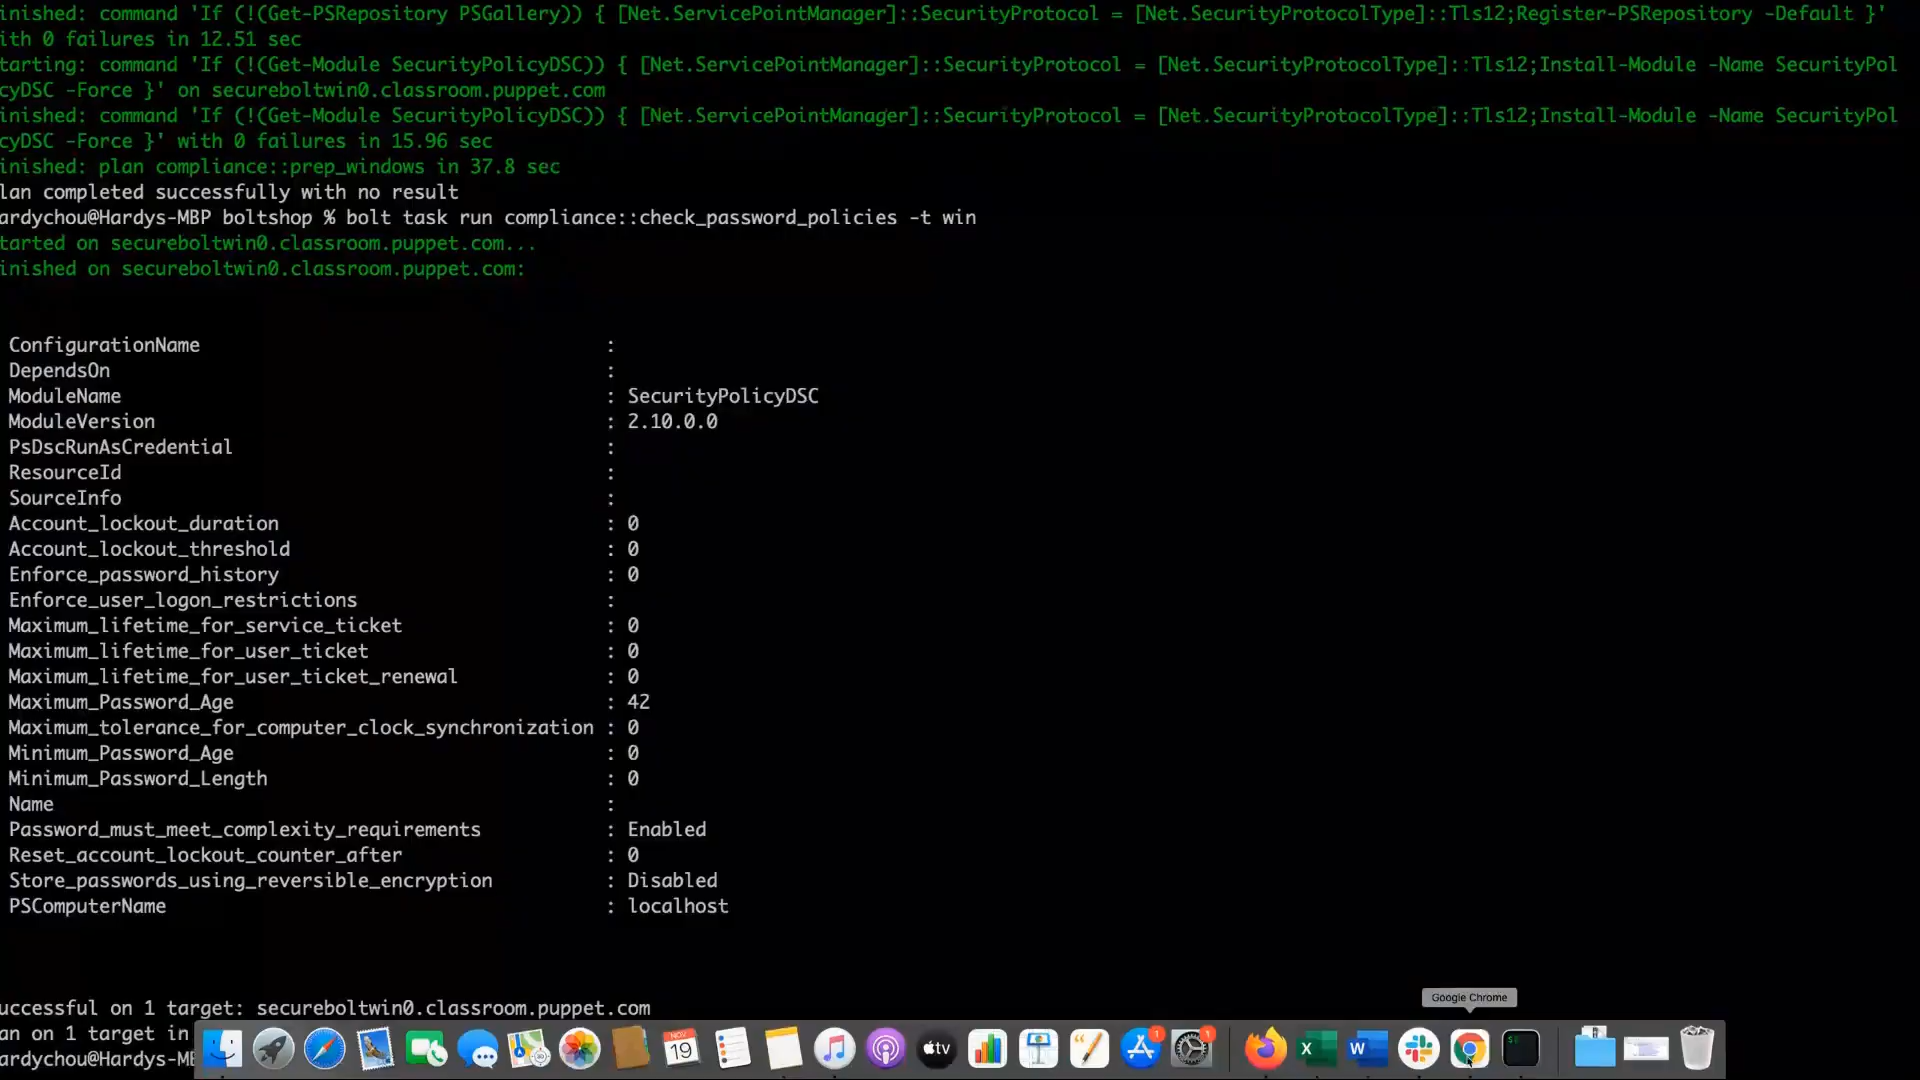 inished: command 'If (!(Get-PSRepository PSGallery)) { [Net.ServicePointManager]::SecurityProtocol = [Net.SecurityProtocolType]::Tls12;Register-PSRepository -Default }'
ith 0 failures in 12.51 sec
tarting: command 'If (!(Get-Module SecurityPolicyDSC)) { [Net.ServicePointManager]::SecurityProtocol = [Net.SecurityProtocolType]::Tls12;Install-Module -Name SecurityPol
cyDSC -Force }' on secureboltwin0.classroom.puppet.com
inished: command 'If (!(Get-Module SecurityPolicyDSC)) { [Net.ServicePointManager]::SecurityProtocol = [Net.SecurityProtocolType]::Tls12;Install-Module -Name SecurityPol
cyDSC -Force }' with 0 failures in 15.96 sec
inished: plan compliance::prep_windows in 37.8 sec
lan completed successfully with no result
ardychou@Hardys-MBP boltshop % bolt task run compliance::check_password_policies -t win
tarted on secureboltwin0.classroom.puppet.com...
inished on secureboltwin0.classroom.puppet.com:
ConfigurationName :
DependsOn :
ModuleName : SecurityPolicyDSC
ModuleVersion : 2.10.0.0
PsDscRunAsCredential :
ResourceId :
SourceInfo :
Account_lockout_duration : 0
Account_lockout_threshold : 0
Enforce_password_history : 0
Enforce_user_logon_restrictions :
Maximum_lifetime_for_service_ticket : 0
Maximum_lifetime_for_user_ticket : 0
Maximum_lifetime_for_user_ticket_renewal : 0
Maximum_Password_Age : 42
Maximum_tolerance_for_computer_clock_synchronization : 0
Minimum_Password_Age : 0
Minimum_Password_Length : 0
Name :
Password_must_meet_complexity_requirements : Enabled
Reset_account_lockout_counter_after : 0
Store_passwords_using_reversible_encryption : Disabled
PSComputerName : localhost
Google Chrome
uccessful on 1 target: secureboltwin0.classroom.puppet.com
an on 1 target in
ardychou@Hardys-MB
NOV
19
tv
X
W
1
1